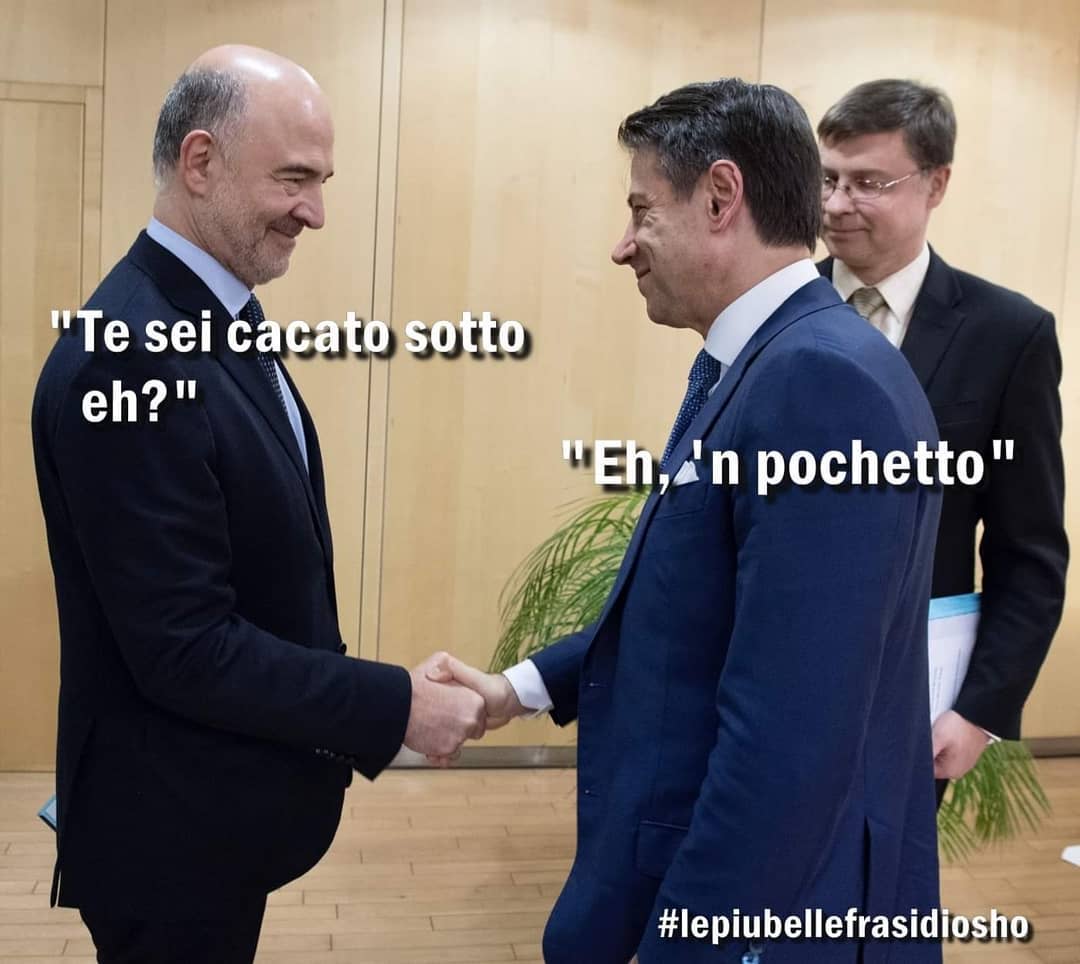 "Te sei cacato sotto
eh?"
"Eh, 'n pochetto"
#lepiubellefrasidiosho